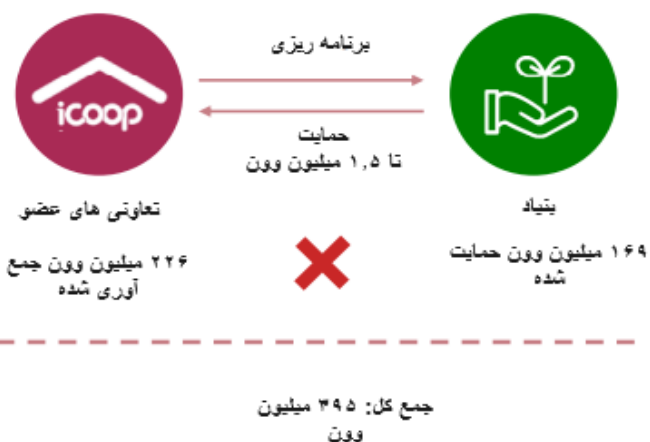 برنامه ریزی
icoop
حمایت
تا ۱,۵ میلیون وون
تعاونی های عضو
بنیاد
۲۲۶ میلیون وون جمع
آوری شده
۱۶۹ میلیون وون حمایت
شده
جمع کل: ۳۹۵ میلیون
وون